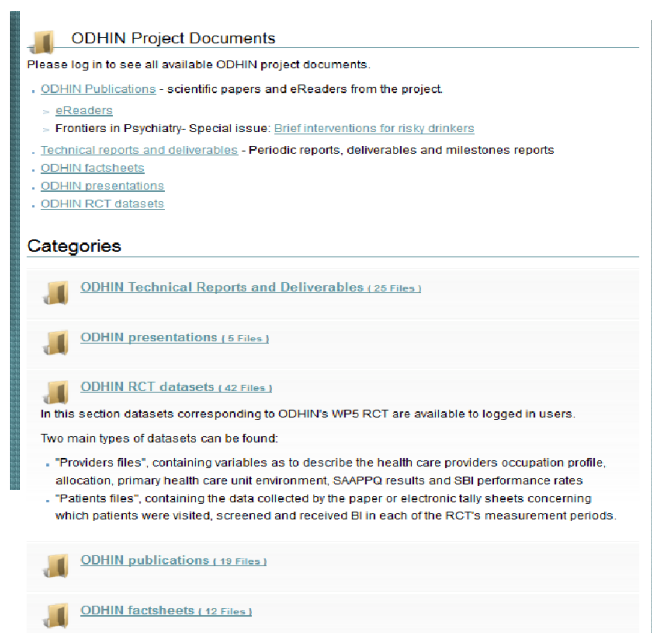 ODHIN Project Documents
Please log in to see all available ODHIN project documents.
ODHIN Publications - scientific papers and eReaders from the project.
eReaders
Frontiers in Psychiatry- Special issue: Brief interventions for risky drinkers
Technical reports and deliverables - Periodic reports, deliverables and milestones reports
ODHIN factsheets
ODHIN presentations
ODHIN RCT datasets
Categories
ODHIN Technical Reports and Deliverables ( 25 Files )
ODHIN presentations ( 5 Files )
ODHIN RCT datasets ( 42 Files )
In this section datasets corresponding to ODHIN's WP5 RCT are available to logged in users.
Two main types of datasets can be found:
"Providers files", containing variables as to describe the health care providers occupation profile,
allocation, primary health care unit environment, SAAPPQ results and SBI performance rates
"Patients files", containing the data collected by the paper or electronic tally sheets concerning
which patients were visited, screened and received BI in each of the RCT's measurement periods.
ODHIN publications ( 19 Files )
ODHIN factsheets ( 12 Files )